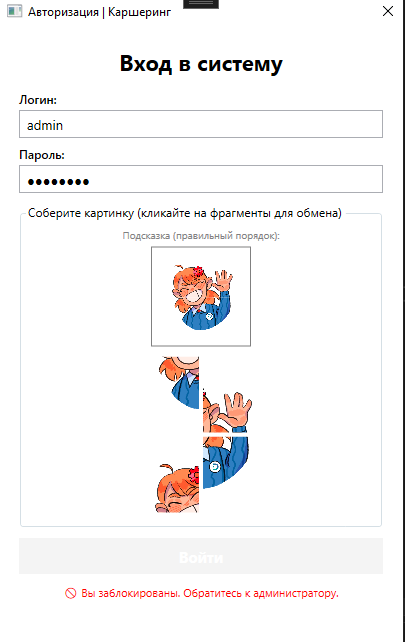 Авторизация | Каршеринг
Вход в систему
Логин:
admin
Пароль:
●●●●●●●●
Соберите картинку (кликайте на фрагменты для обмена)
Подсказка (правильный порядок):
Войти
🚫 Вы заблокированы. Обратитесь к администратору.